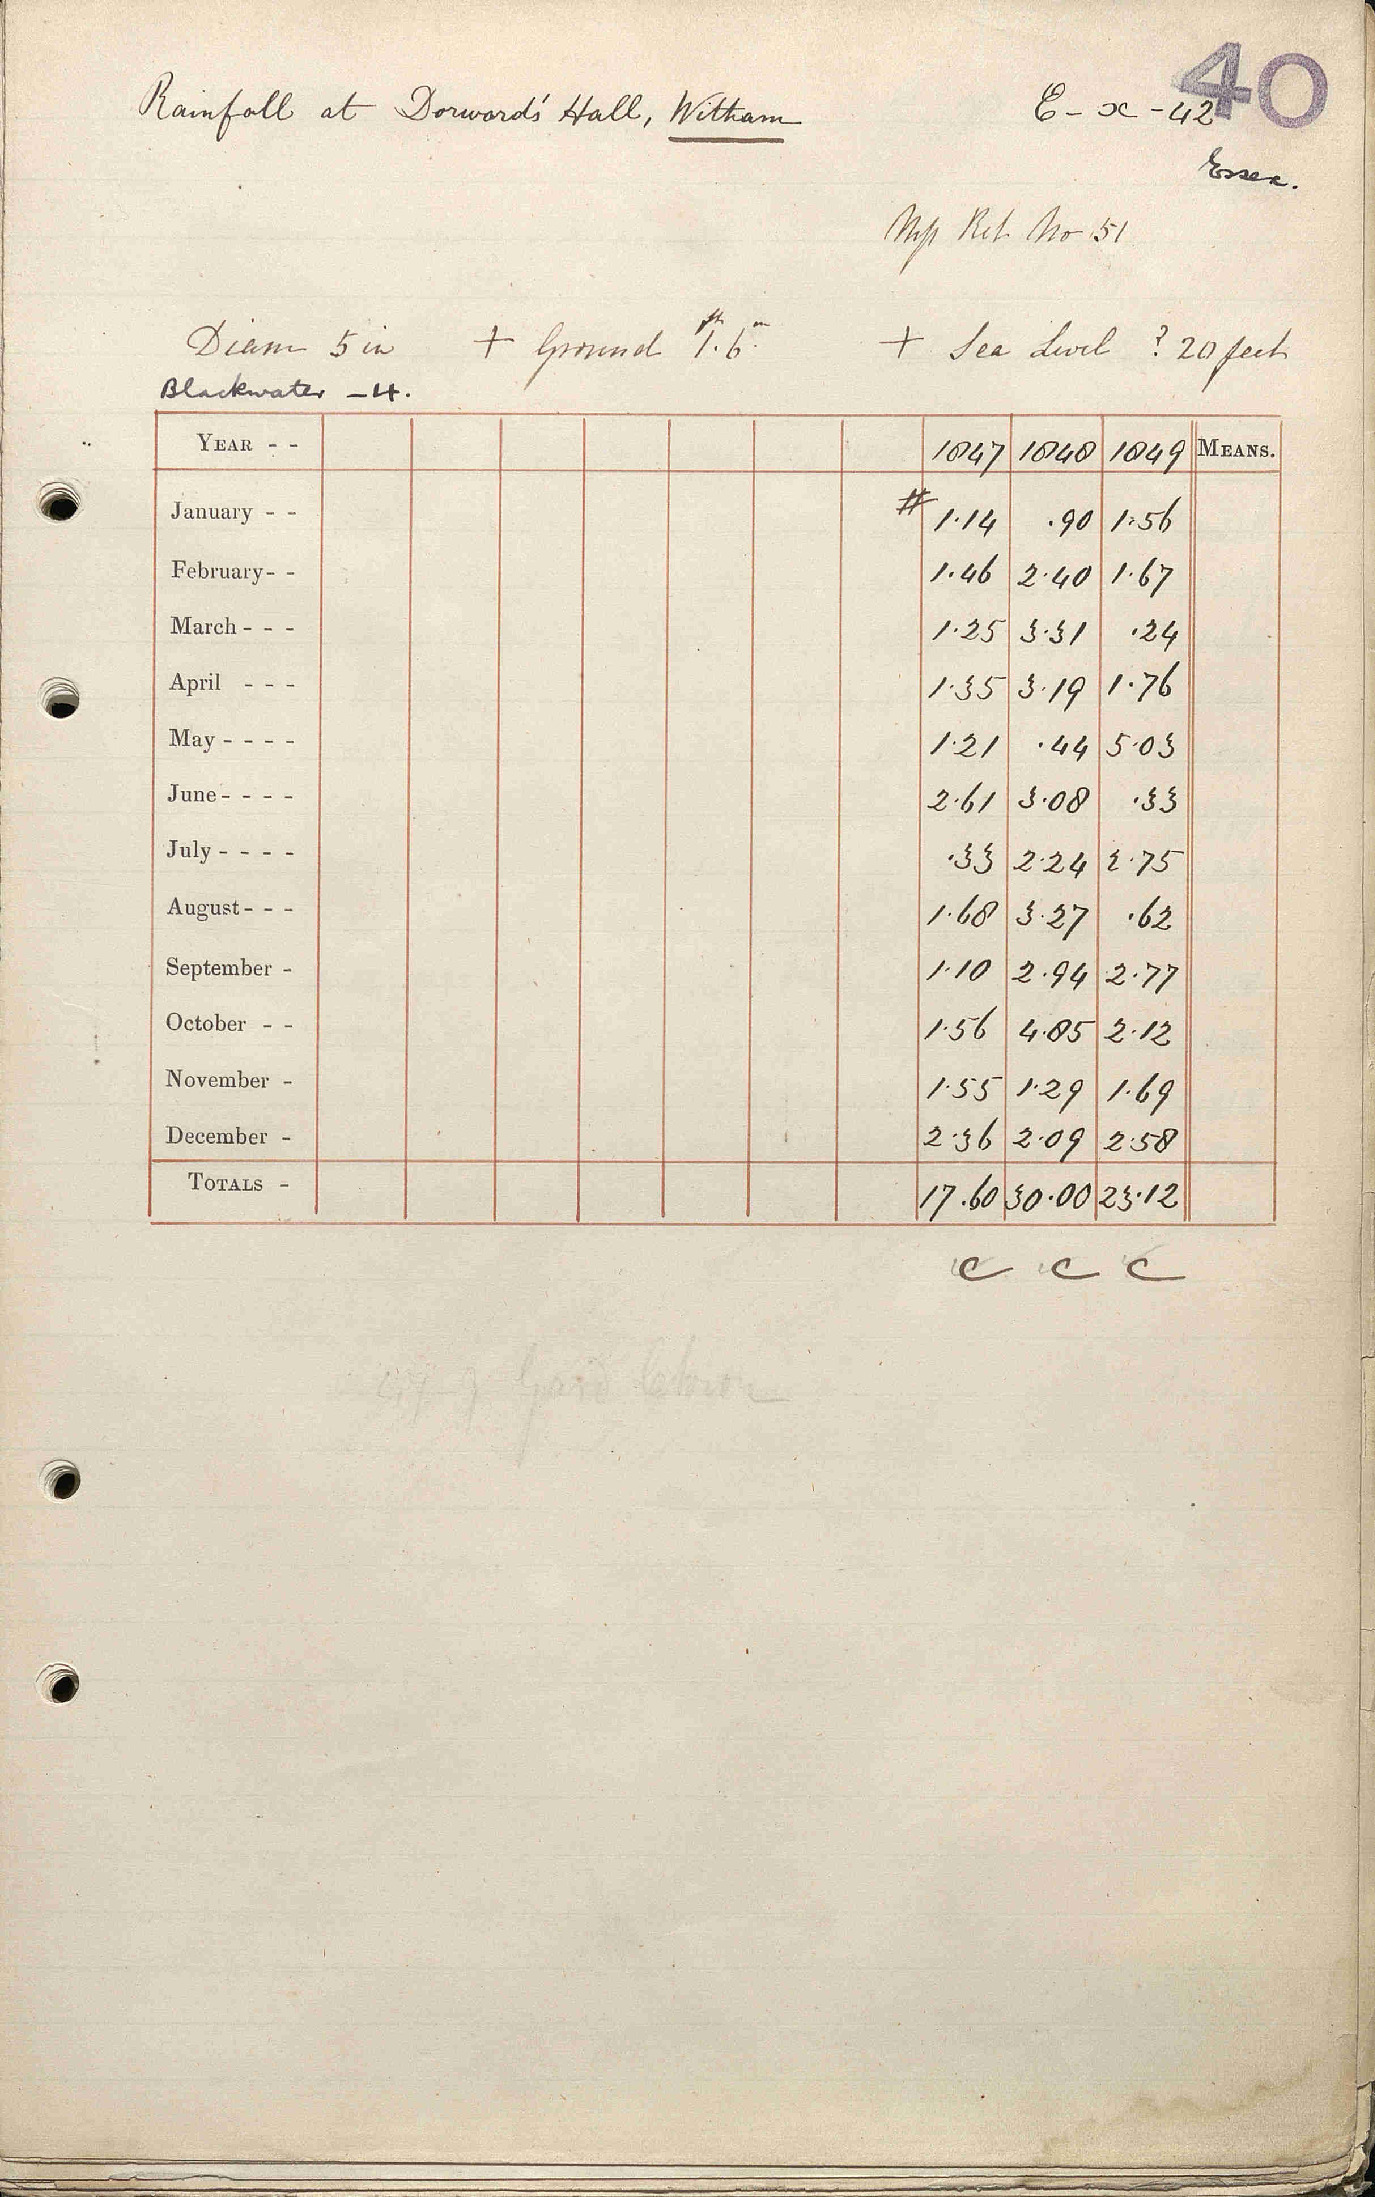 40
Rainfall at Dorward's Hall, Witham E - x - 42
Essex.
Mss Ret No 51
Diam 5 in + Ground 1 ft. 6 in + Sea Level ? 20 feet
Blackwater - 4.
YEAR - - 1847 1848 1849 MEANS.
January - - # 1.14 .90 1.56
February - - 1.46 2.40 1.67
March - - - 1.25 3.31 .24
April - - - 1.35 3.19 1.76
May - - - - 1.21 .44 5.03
June - - - - 2.61 3.08 .33
July - - - - .33 2.24 2.75
August - - - 1.68 3.27 .62
September - 1.10 2.94 2.77
October - - 1.56 4.85 2.12
November - 1.55 1.29 1.69
December - 2.36 2.09 2.58
TOTALS - 17.60 30.00 23.12
C C C